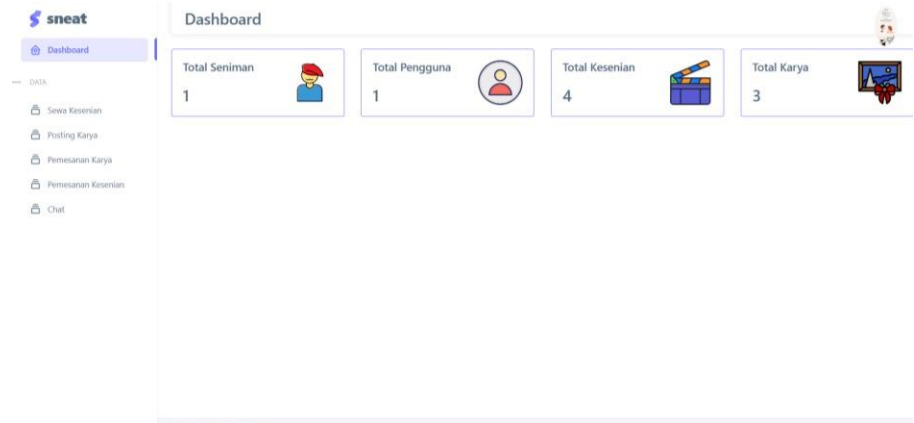 sneat
Dashboard
DATA
Sewa Kesenian
Posting Karya
Pemesanan Karya
Pemesanan Kesenian
Chat
Dashboard
Total Seniman
1
Total Pengguna
1
Total Kesenian
4
Total Karya
3